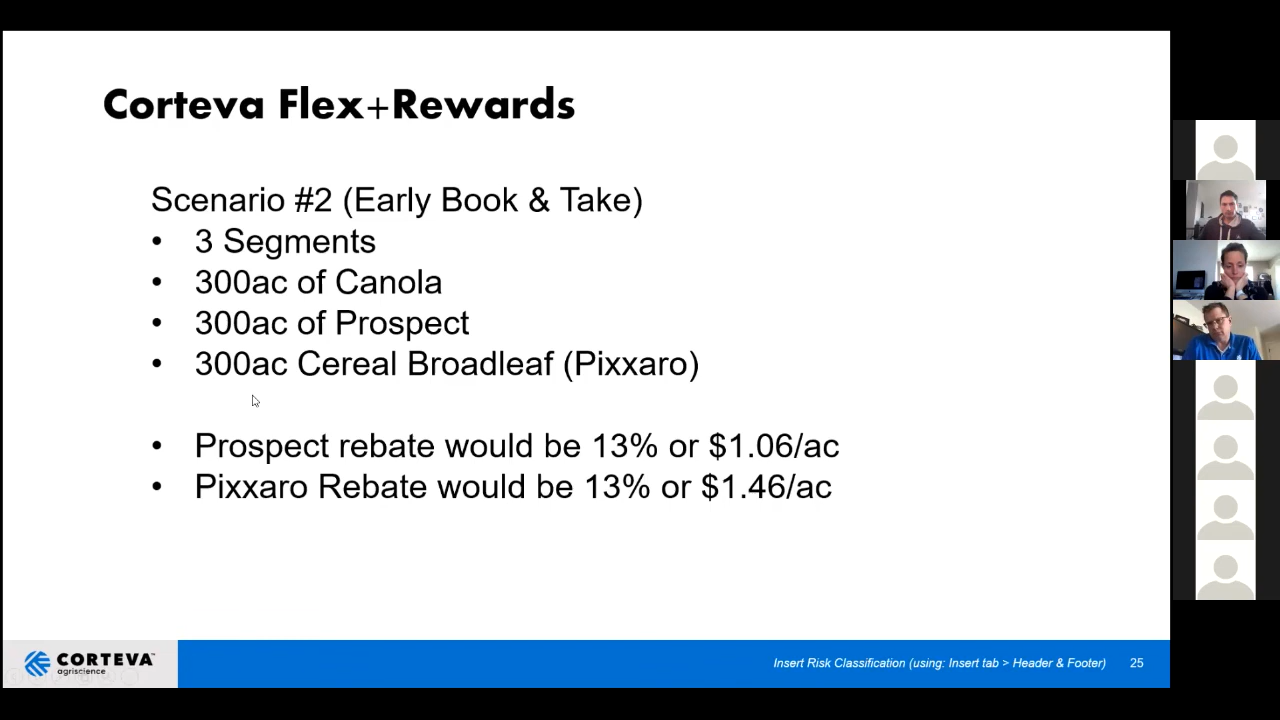 Corteva Flex+Rewards
Scenario #2 (Early Book & Take)
• 3 Segments
• 300ac of Canola
• 300ac of Prospect
• 300ac Cereal Broadleaf (Pixxaro)
• Prospect rebate would be 13% or $1.06/ac
• Pixxaro Rebate would be 13% or $1.46/ac
CORTEVA™
agriscience
Insert Risk Classification (using: Insert tab > Header & Footer) 25